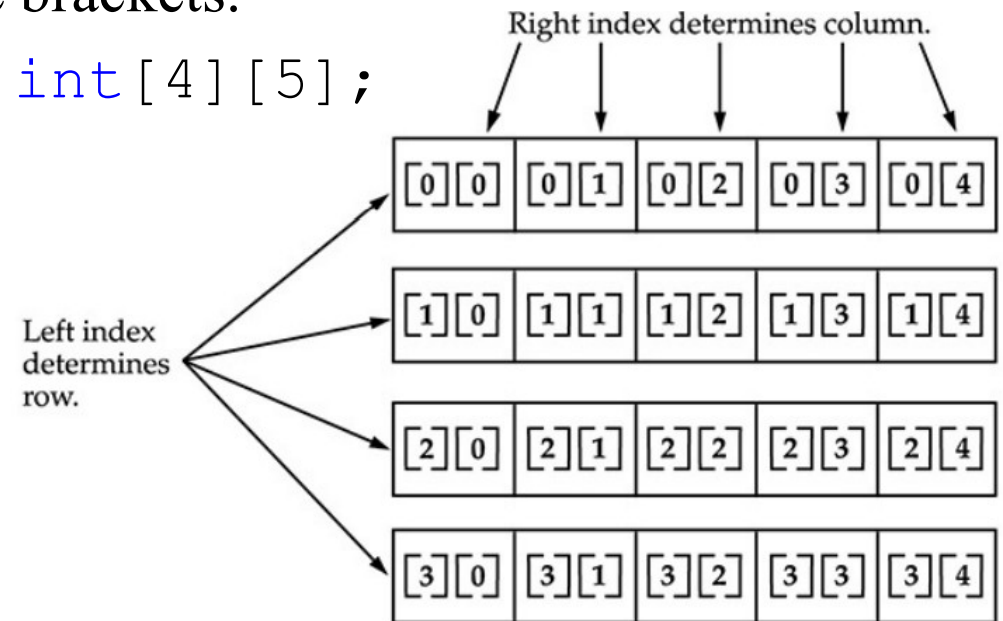 brackets.
Right index determines column.
int[4][5];
[0][0] [0][1] [0][2] [0][3] [0][4]
[1][0] [1][1] [1][2] [1][3] [1][4]
Left index
determines
row.
[2][0] [2][1] [2][2] [2][3] [2][4]
[3][0] [3][1] [3][2] [3][3] [3][4]